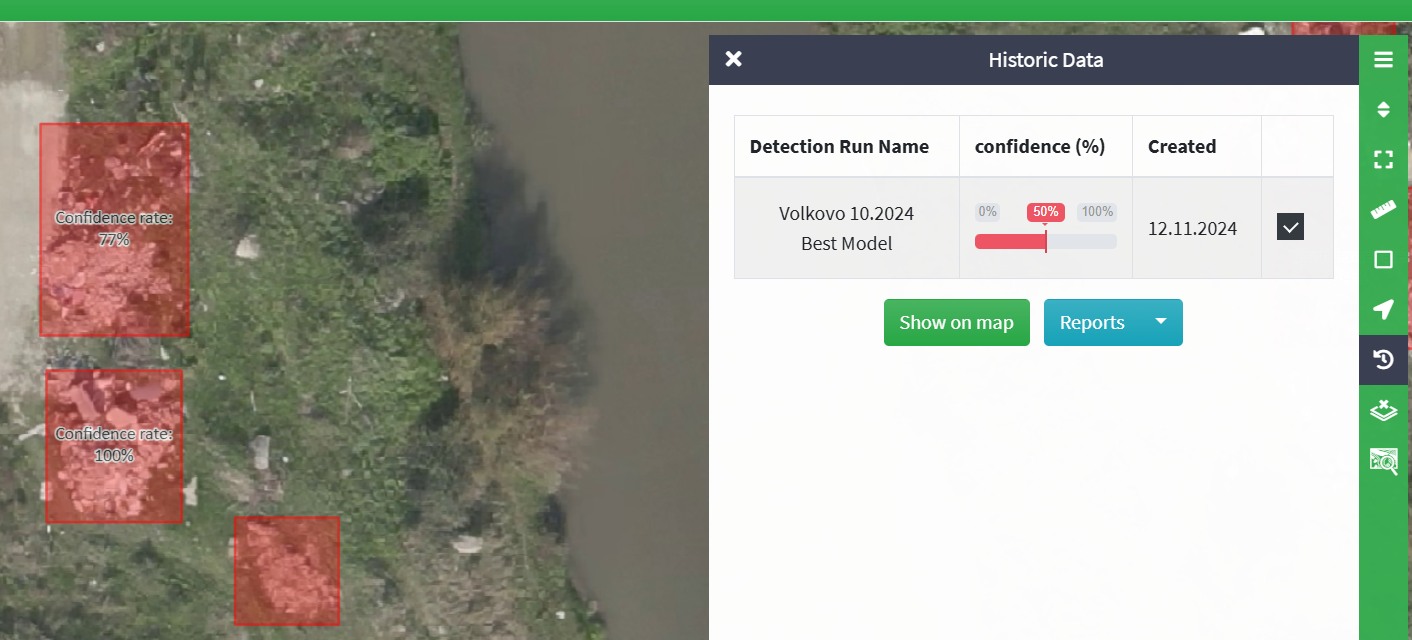 Historic Data
Detection Run Name
confidence (%)
Created
Volkovo 10.2024
Best Model
0%
50%
100%
12.11.2024
Show on map
Reports
Confidence rate:
77%
Confidence rate:
100%